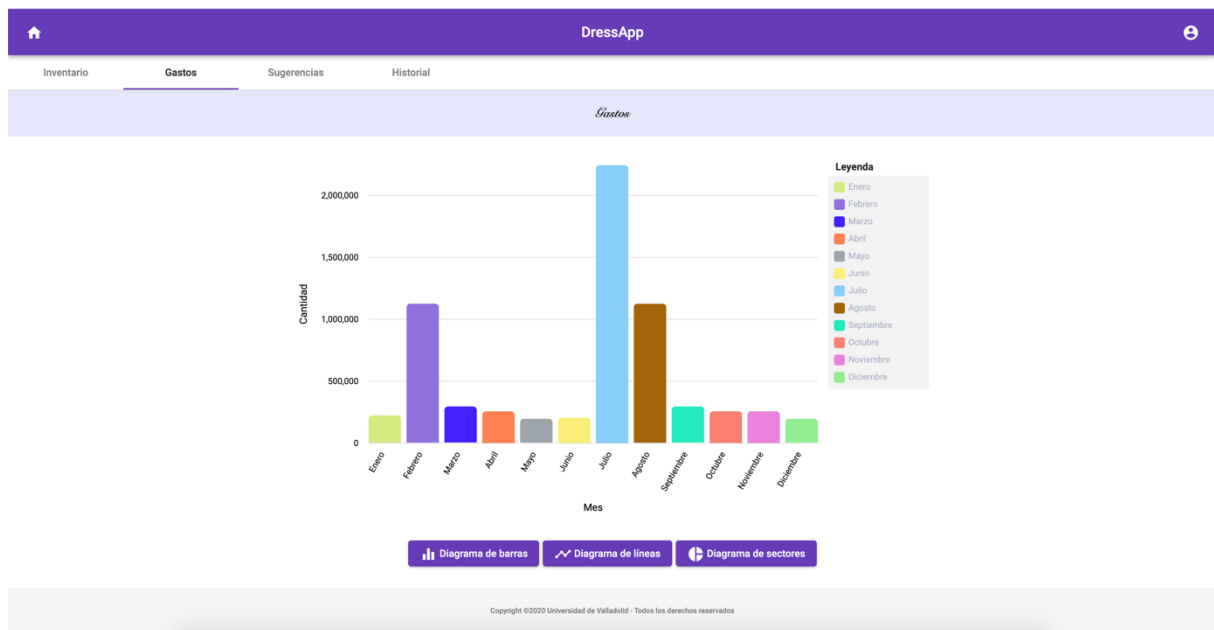 DressApp
Inventario Gastos Sugerencias Historial
Gastos
Leyenda
Enero
Febrero
Marzo
Abril
Mayo
Junio
Julio
Agosto
Septiembre
Octubre
Noviembre
Diciembre
Cantidad
2,000,000
1,500,000
1,000,000
500,000
0
Enero Febrero Marzo Abril Mayo Junio Julio Agosto Septiembre Octubre Noviembre Diciembre
Mes
Diagrama de barras Diagrama de líneas Diagrama de sectores
Copyright ©2020 Universidad de Valladolid - Todos los derechos reservados